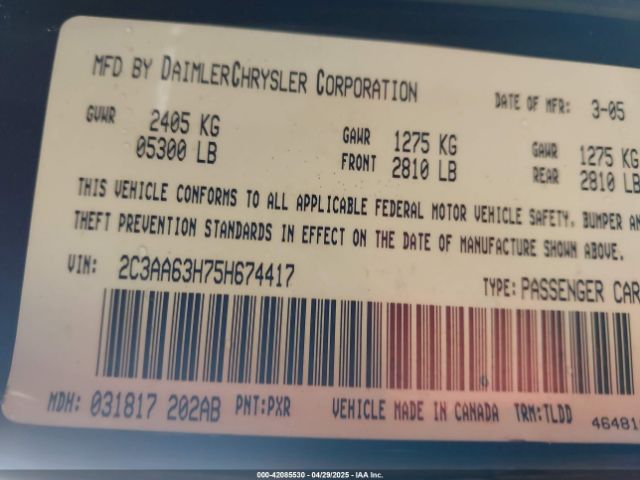 MFD BY DAIMLERCHRYSLER CORPORATION DATE OF MFR: 3-05
GVWR 2405 KG GAWR 1275 KG GAWR 1275 KG
05300 LB FRONT 2810 LB REAR 2810 LB
THIS VEHICLE CONFORMS TO ALL APPLICABLE FEDERAL MOTOR VEHICLE SAFETY, BUMPER AN
THEFT PREVENTION STANDARDS IN EFFECT ON THE DATE OF MANUFACTURE SHOWN ABOVE.
VIN: 2C3AA63H75H674417 TYPE: PASSENGER CAR
MDH: 031817 202AB PNT:PXR VEHICLE MADE IN CANADA TRM:TLDD 46481
000-42085530 - 04/29/2025 - IAA Inc.